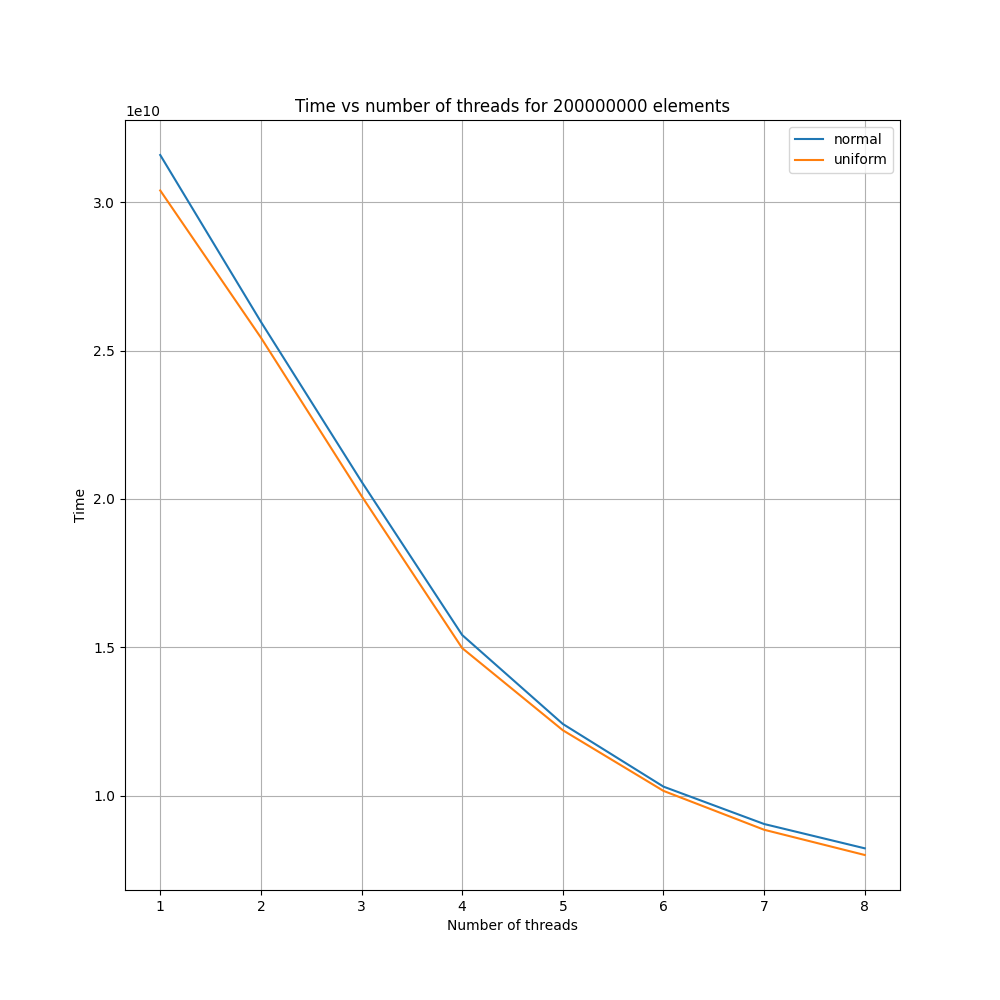 Time vs number of threads for 200000000 elements
1e10
normal
uniform
3.0
2.5
2.0
1.5
1.0
Time
1 2 3 4 5 6 7 8
Number of threads